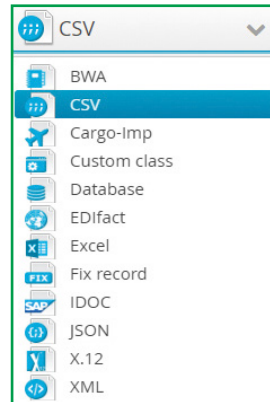 CSV
BWA
CSV
Cargo-Imp
Custom class
Database
EDIfact
Excel
FIX Fix record
SAP IDOC
JSON
X.12
XML